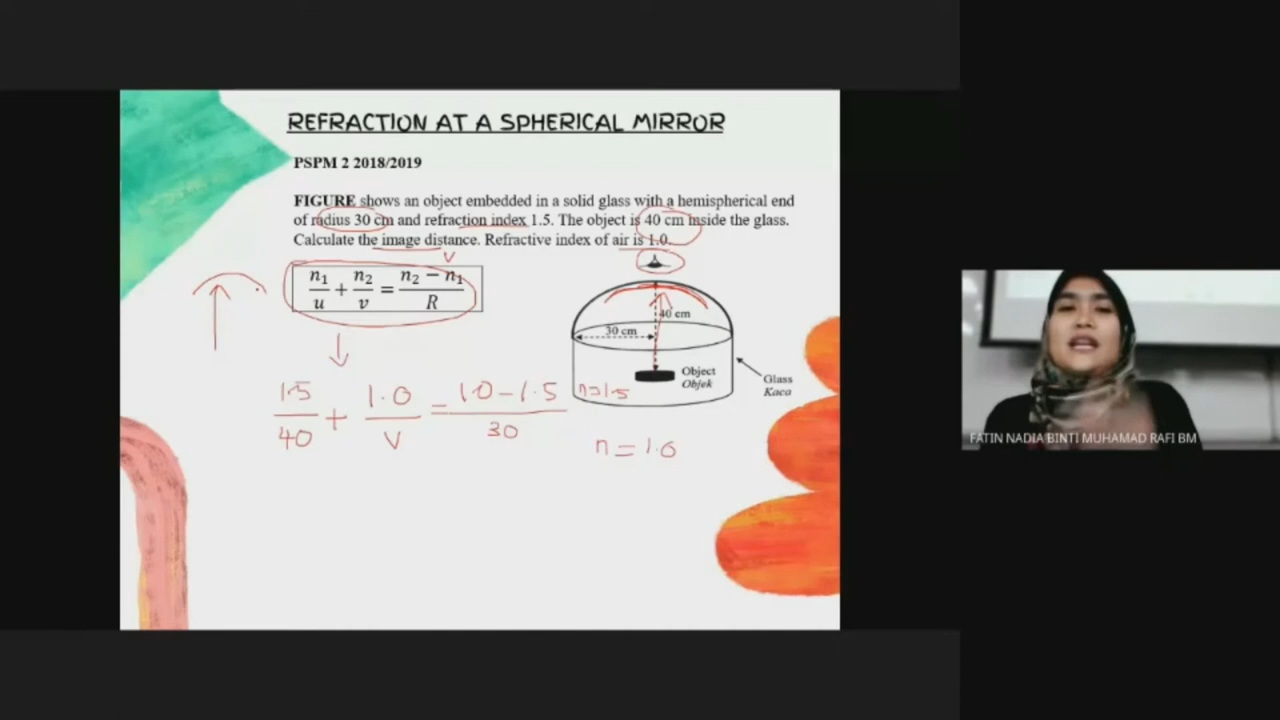 REFRACTION AT A SPHERICAL MIRROR
PSPM 2 2018/2019
FIGURE shows an object embedded in a solid glass with a hemispherical end
of radius 30 cm and refraction index 1.5. The object is 40 cm inside the glass.
Calculate the image distance. Refractive index of air is 1.0.
v
n₁/u + n₂/v = (n₂ − n₁)/R
40 cm
30 cm
Object
Objek
Glass
Kaca
1.5/40 + 1.0/v = (1.0 − 1.5)/30
n=1.5
n = 1.0
FATIN NADIA BINTI MUHAMAD RAFI BM